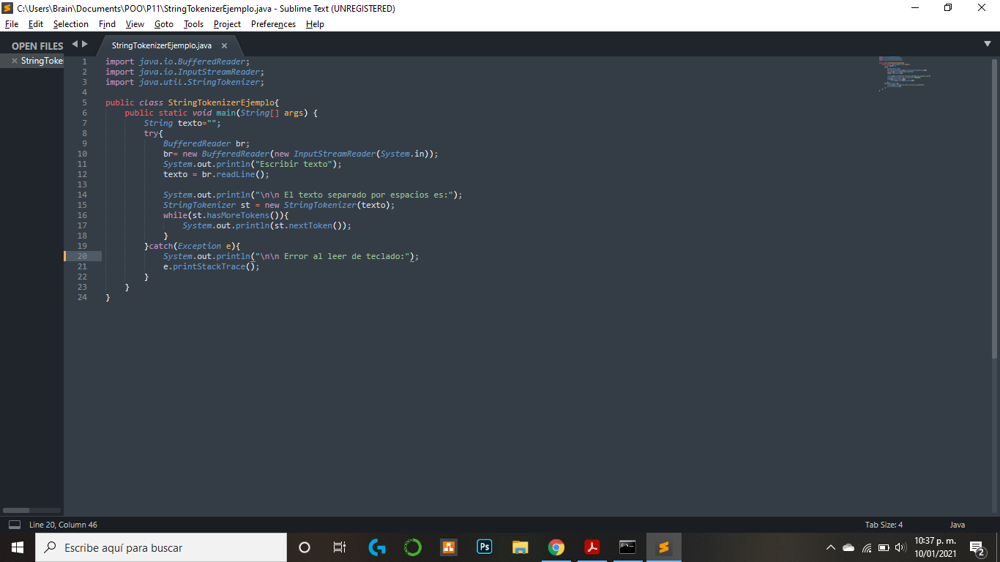 C:\Users\Brain\Documents\POO\P11\StringTokenizerEjemplo.java - Sublime Text (UNREGISTERED)
File Edit Selection Find View Goto Tools Project Preferences Help
OPEN FILES
StringToke
StringTokenizerEjemplo.java
1 import java.io.BufferedReader;
2 import java.io.InputStreamReader;
3 import java.util.StringTokenizer;
4
5 public class StringTokenizerEjemplo{
6 public static void main(String[] args) {
7 String texto="";
8 try{
9 BufferedReader br;
10 br= new BufferedReader(new InputStreamReader(System.in));
11 System.out.println("Escribir texto");
12 texto = br.readLine();
13
14 System.out.println("\n\n El texto separado por espacios es:");
15 StringTokenizer st = new StringTokenizer(texto);
16 while(st.hasMoreTokens()){
17 System.out.println(st.nextToken());
18 }
19 }catch(Exception e){
20 System.out.println("\n\n Error al leer de teclado:");
21 e.printStackTrace();
22 }
23 }
24 }
Line 20, Column 46
Tab Size: 4
Java
Escribe aquí para buscar
Ps
10:37 p. m.
10/01/2021
2